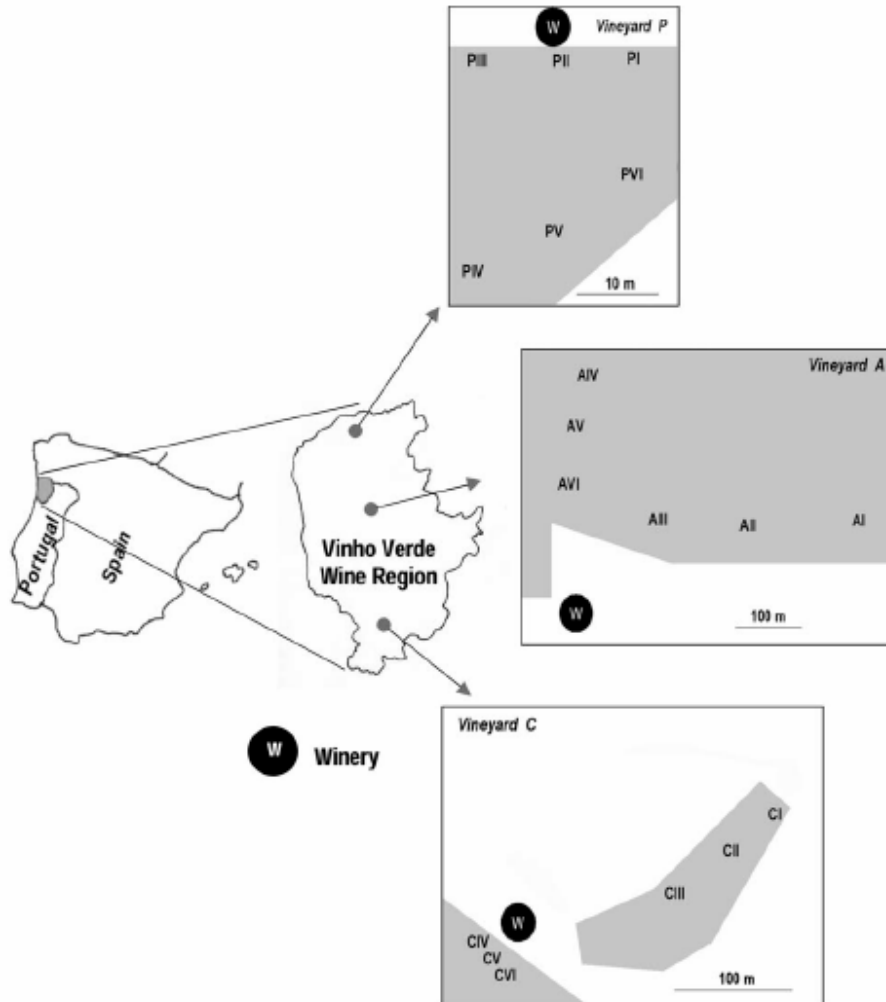 W Vineyard P
PIII PII PI
PVI
PV
PIV
10 m
Vineyard A
AIV
AV
AVI
AIII AII AI
W
100 m
Portugal
Spain
Vinho Verde
Wine Region
W Winery
Vineyard C
CI
CII
CIII
W
CIV
CV
CVI
100 m